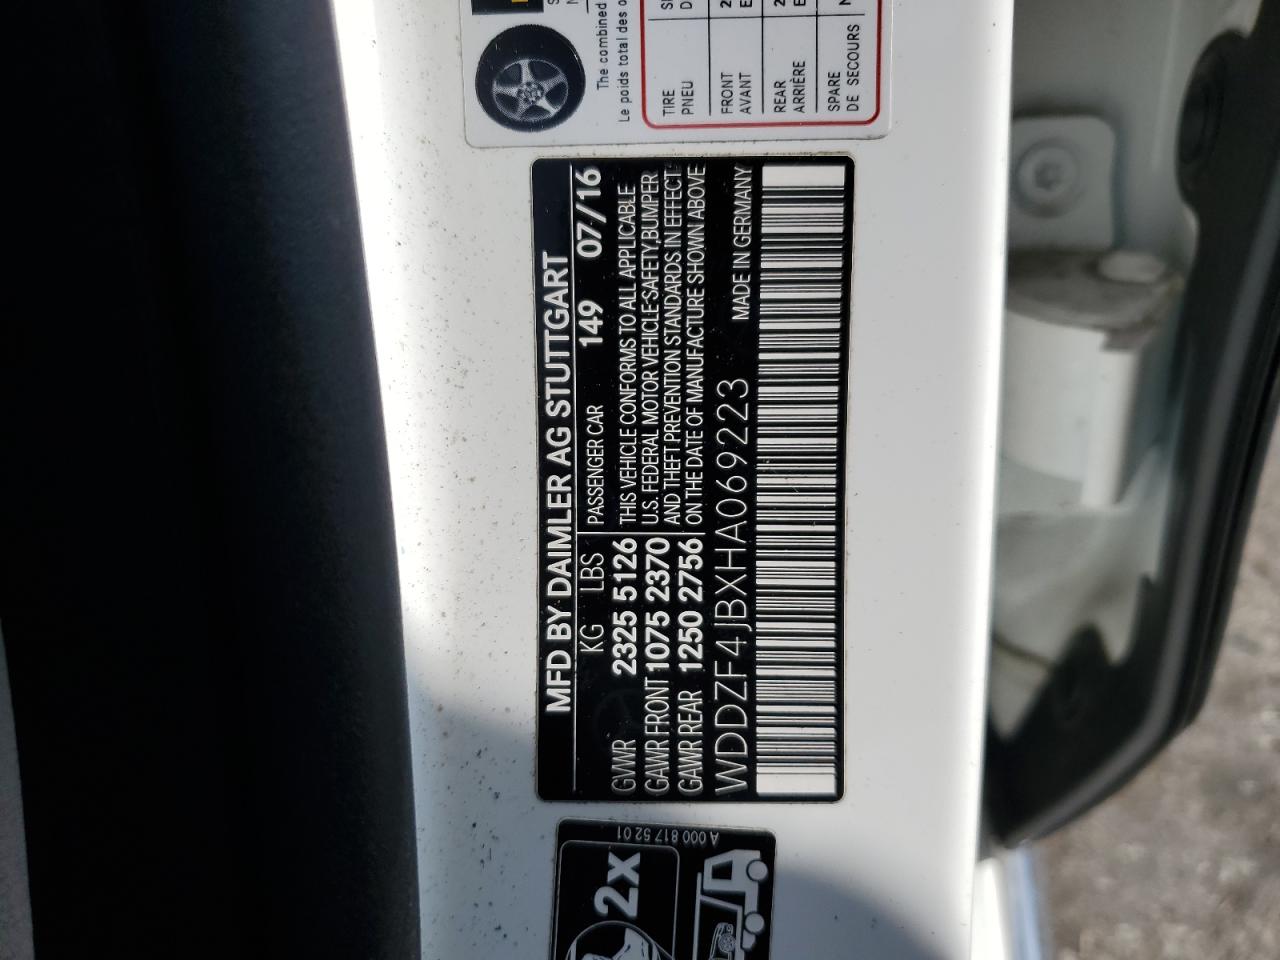 The combined
Le poids total des o
TIRE
PNEU
FRONT
AVANT
REAR
ARRIÈRE
SPARE
DE SECOURS
MFD BY DAIMLER AG STUTTGART
KG LBS PASSENGER CAR 149 07/16
GVWR 2325 5126
GAWR FRONT 1075 2370
GAWR REAR 1250 2756
THIS VEHICLE CONFORMS TO ALL APPLICABLE
U.S. FEDERAL MOTOR VEHICLE-SAFETY, BUMPER
AND THEFT PREVENTION STANDARDS IN EFFECT
ON THE DATE OF MANUFACTURE SHOWN ABOVE
WDDZF4JBXHA069223 MADE IN GERMANY
A 000 817 52 01
2x